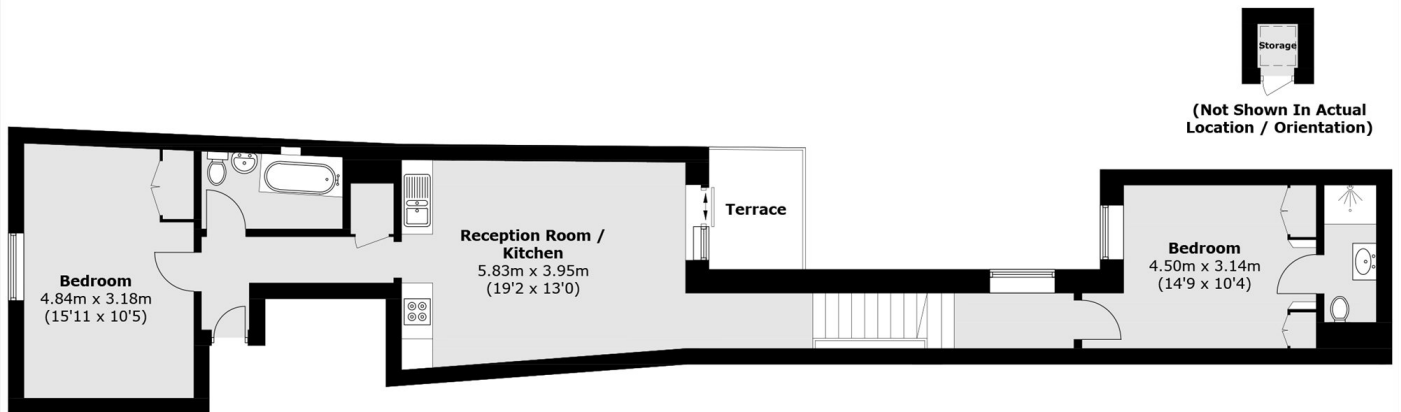 Storage
(Not Shown In Actual
Location / Orientation)
Bedroom
4.84m x 3.18m
(15'11 x 10'5)
Reception Room /
Kitchen
5.83m x 3.95m
(19'2 x 13'0)
Terrace
Bedroom
4.50m x 3.14m
(14'9 x 10'4)